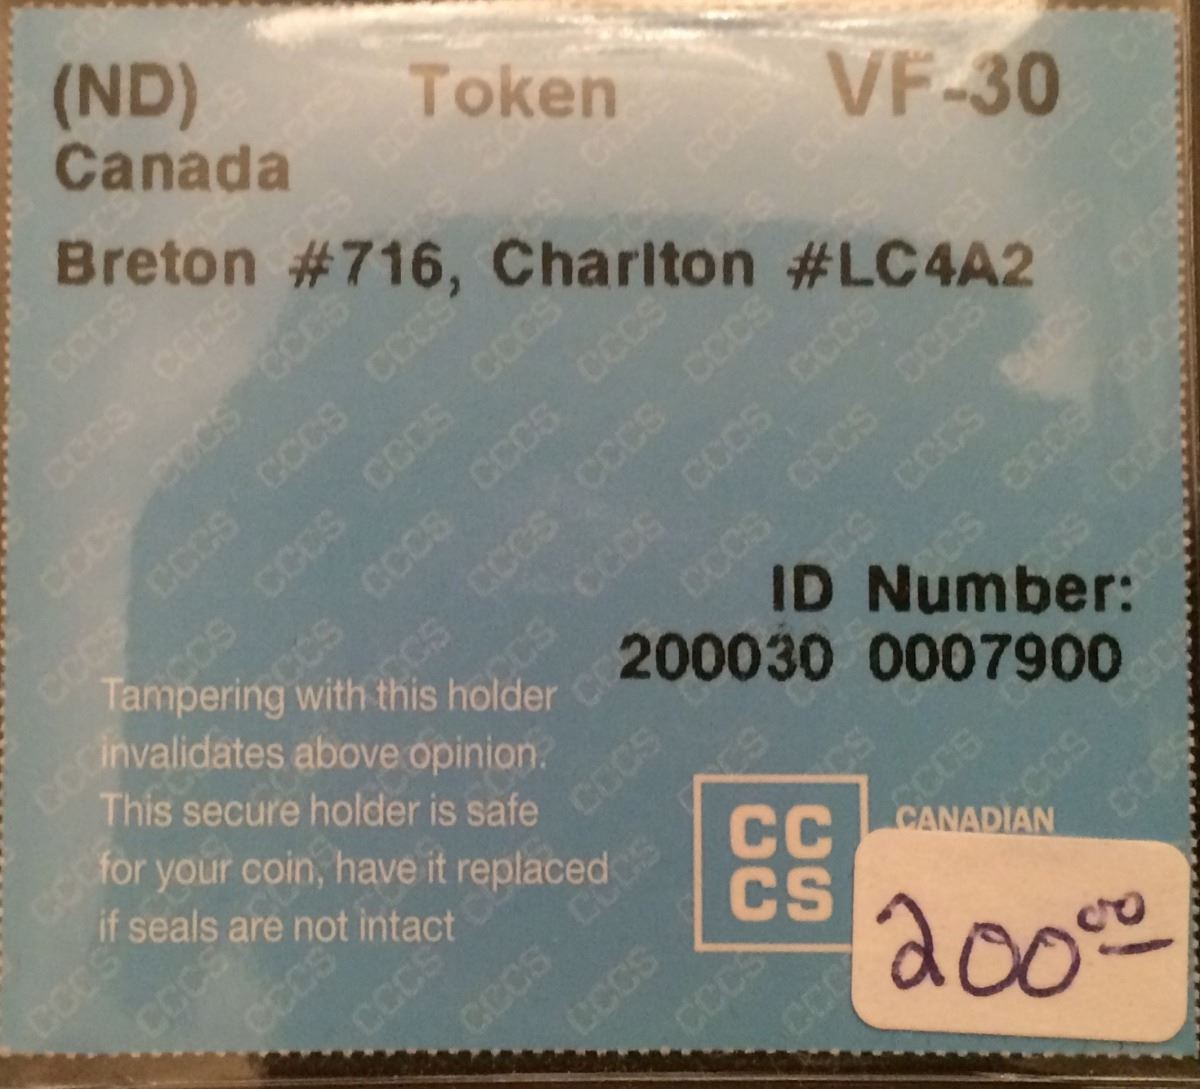 (ND) Token VF-30
Canada
Breton #716, Charlton #LC4A2
ID Number:
200030 0007900
Tampering with this holder
invalidates above opinion.
This secure holder is safe
for your coin, have it replaced
if seals are not intact
CC
CS
CANADIAN
200.00